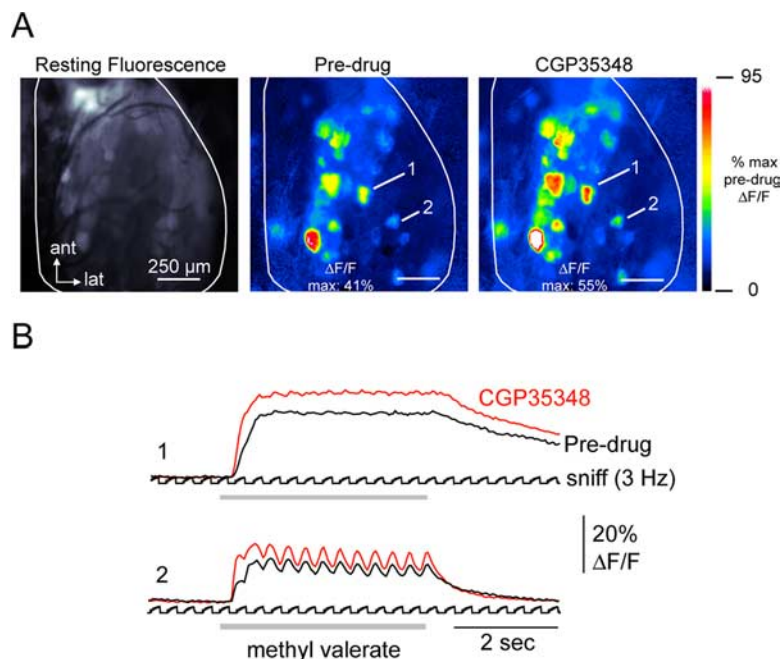 A
Resting Fluorescence
Pre-drug
CGP35348
95
% max
pre-drug
ΔF/F
0
1
2
1
2
ant
lat
250 µm
ΔF/F
max: 41%
ΔF/F
max: 55%
B
CGP35348
Pre-drug
1
sniff (3 Hz)
20%
ΔF/F
2
methyl valerate
2 sec